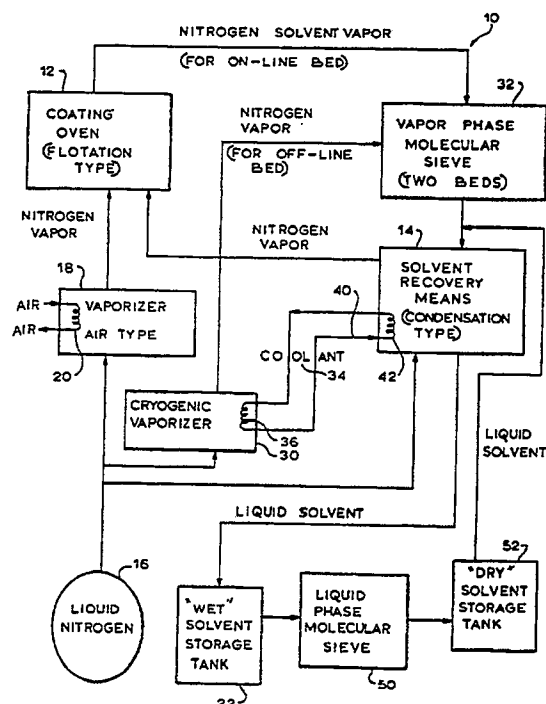 NITROGEN SOLVENT VAPOR
(FOR ON-LINE BED)
10
12
COATING
OVEN
(FLOTATION
TYPE)
NITROGEN
VAPOR
(FOR OFF-LINE
BED)
32
VAPOR PHASE
MOLECULAR
SIEVE
(TWO BEDS)
NITROGEN
VAPOR
NITROGEN
VAPOR
14
SOLVENT
RECOVERY
MEANS
(CONDENSATION
TYPE)
18
AIR
AIR
VAPORIZER
AIR TYPE
20
40
42
COOLANT
34
CRYOGENIC
VAPORIZER
36
30
LIQUID
SOLVENT
LIQUID SOLVENT
16
LIQUID
NITROGEN
"WET"
SOLVENT
STORAGE
TANK
22
LIQUID
PHASE
MOLECULAR
SIEVE
50
52
"DRY"
SOLVENT
STORAGE
TANK